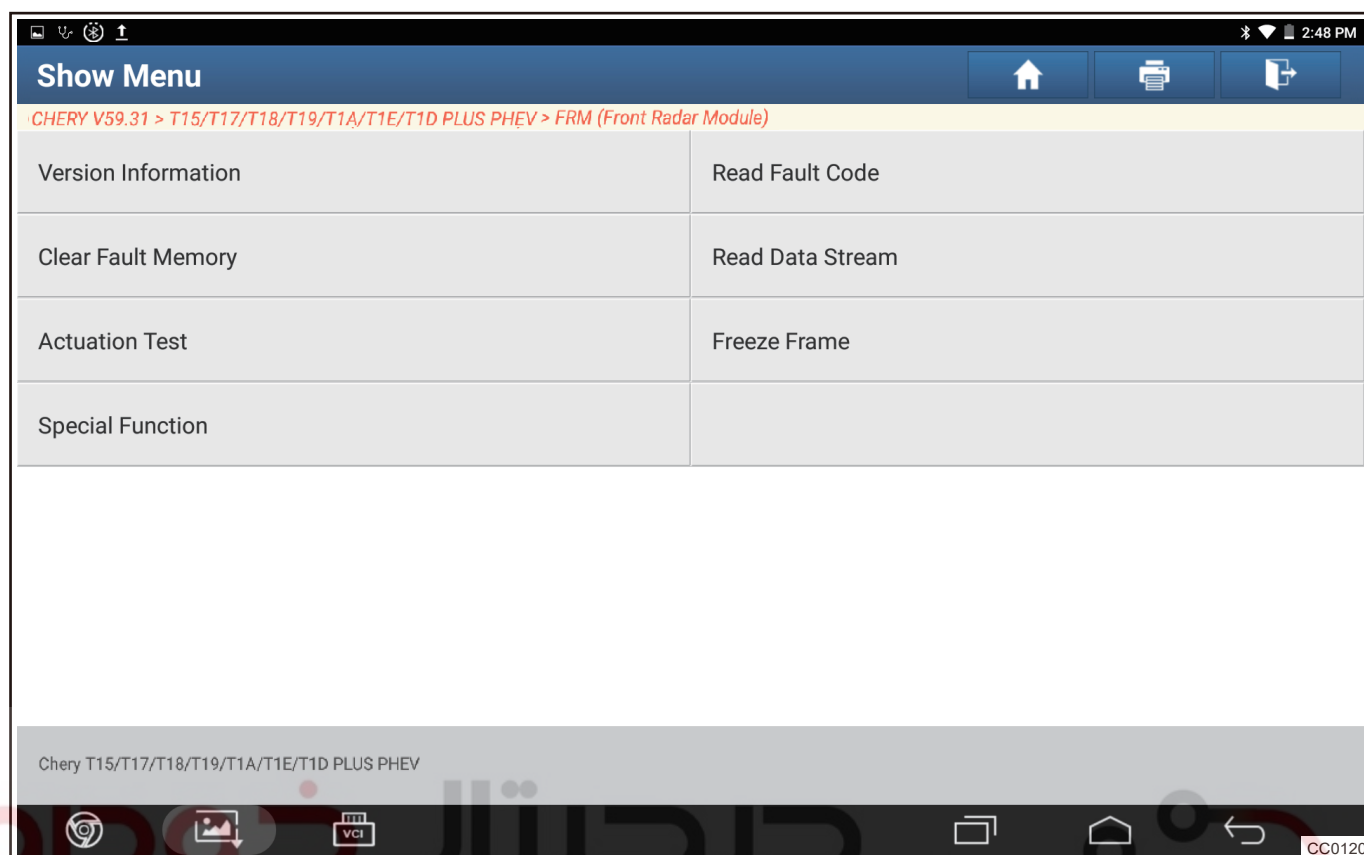 2:48 PM
Show Menu
CHERY V59.31 > T15/T17/T18/T19/T1A/T1E/T1D PLUS PHEV > FRM (Front Radar Module)
Version Information
Read Fault Code
Clear Fault Memory
Read Data Stream
Actuation Test
Freeze Frame
Special Function
Chery T15/T17/T18/T19/T1A/T1E/T1D PLUS PHEV
VCI
CC0120